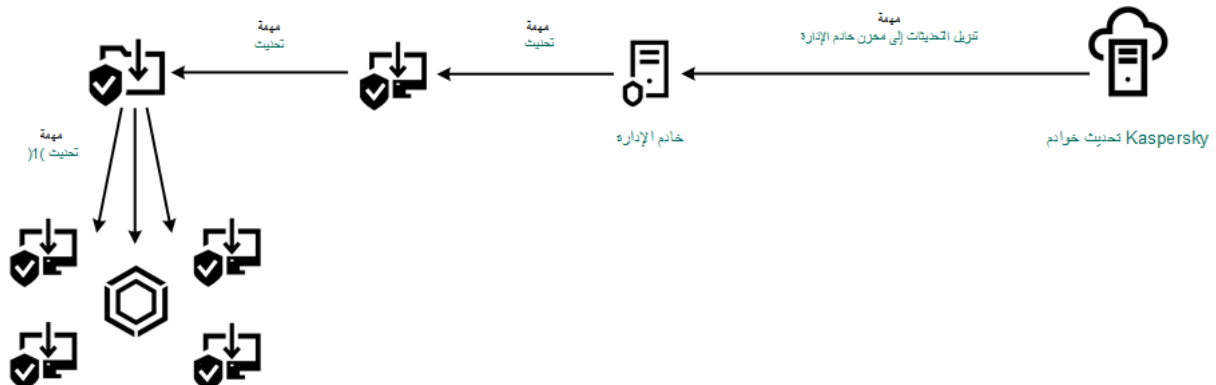 مهمة
تنزيل التحديثات إلى مخزن خادم الإدارة
مهمة
تحديث
مهمة
تحديث
Kaspersky تحديث خوادم
خادم الإدارة
مهمة
تحديث )1(